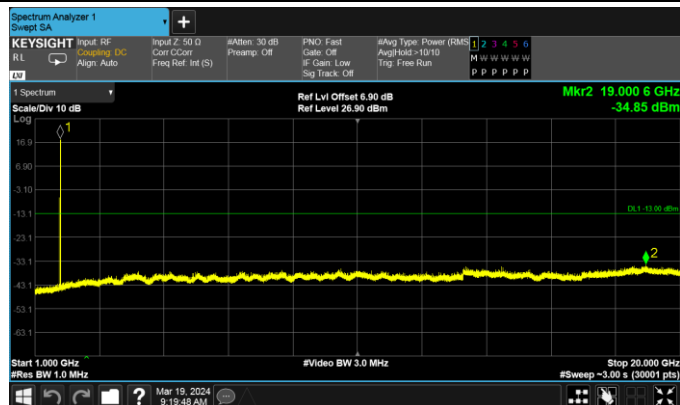 Spectrum Analyzer 1
Swept SA
KEYSIGHT
RL
LXI
Input: RF
Coupling: DC
Align: Auto
Input Z: 50 Ω
Corr CCorr
Freq Ref: Int (S)
#Atten: 30 dB
Preamp: Off
PNO: Fast
Gate: Off
IF Gain: Low
Sig Track: Off
#Avg Type: Power (RMS
Avg|Hold:>10/10
Trig: Free Run
1 2 3 4 5 6
M W W W W W
P P P P P P
1 Spectrum
Scale/Div 10 dB
Log
Ref Lvl Offset 6.90 dB
Ref Level 26.90 dBm
Mkr2 19.000 6 GHz
-34.85 dBm
1
16.9
6.90
-3.10
-13.1
DL1 -13.00 dBm
-23.1
-33.1
2
-43.1
-53.1
-63.1
Start 1.000 GHz
#Res BW 1.0 MHz
#Video BW 3.0 MHz
Stop 20.000 GHz
#Sweep ~3.00 s (30001 pts)
?
Mar 19, 2024
9:19:48 AM